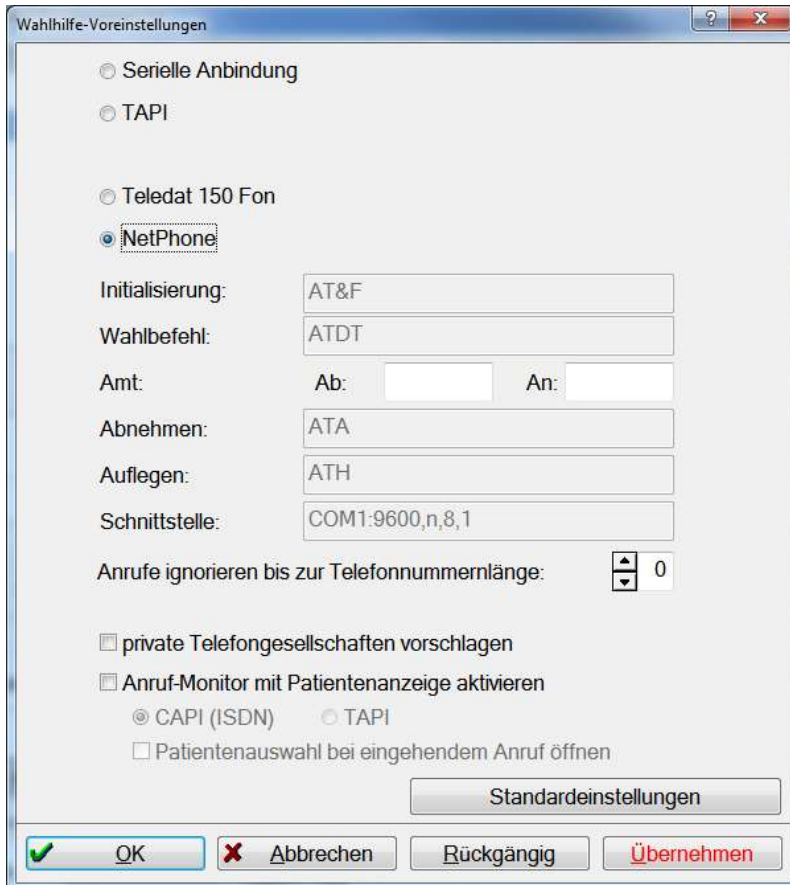 Wahlhilfe-Voreinstellungen
Serielle Anbindung
TAPI
Teledat 150 Fon
NetPhone
Initialisierung: AT&F
Wahlbefehl: ATDT
Amt: Ab: An:
Abnehmen: ATA
Auflegen: ATH
Schnittstelle: COM1:9600,n,8,1
Anrufe ignorieren bis zur Telefonnummernlänge: 0
private Telefongesellschaften vorschlagen
Anruf-Monitor mit Patientenanzeige aktivieren
CAPI (ISDN) TAPI
Patientenauswahl bei eingehendem Anruf öffnen
Standardeinstellungen
OK Abbrechen Rückgängig Übernehmen